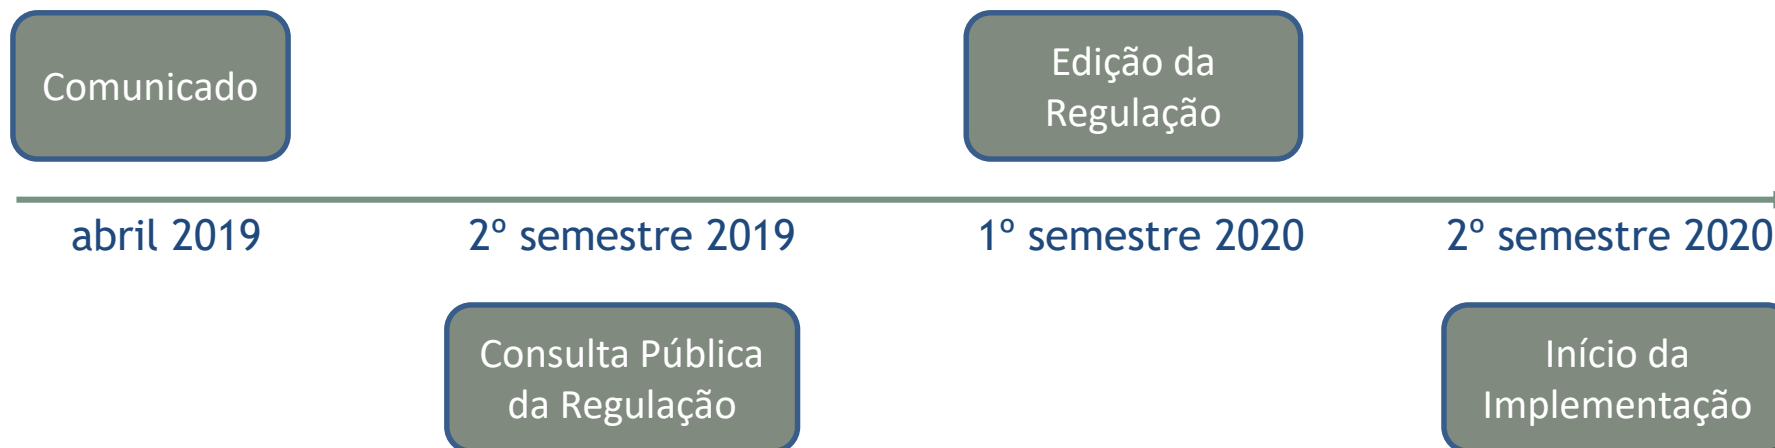 Comunicado
Edição da
Regulação
abril 2019
2º semestre 2019
1º semestre 2020
2º semestre 2020
Consulta Pública
da Regulação
Início da
Implementação